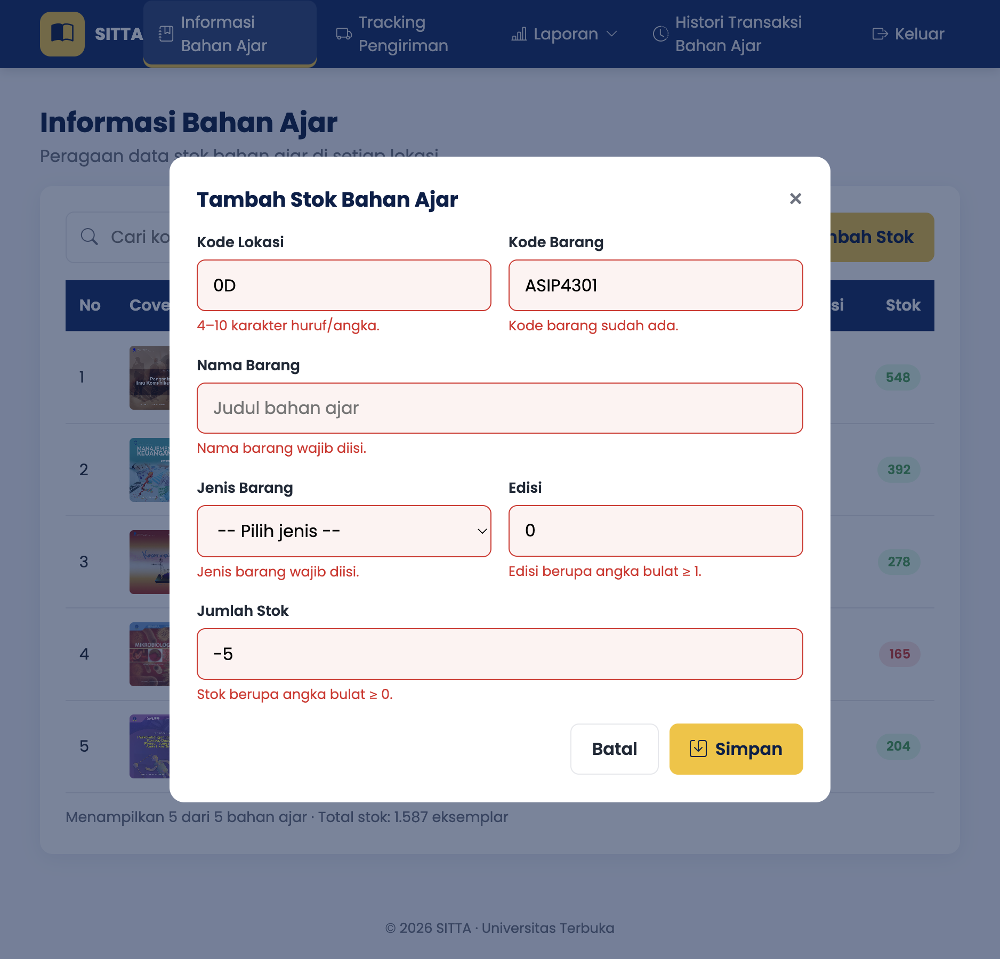 SITTA
Informasi
Bahan Ajar
Tracking
Pengiriman
Laporan
Histori Transaksi
Bahan Ajar
Keluar
Informasi Bahan Ajar
Peragaan data stok bahan ajar di setiap lokasi
Cari ko
mbah Stok
Tambah Stok Bahan Ajar
×
Kode Lokasi
Kode Barang
0D
ASIP4301
4–10 karakter huruf/angka.
Kode barang sudah ada.
Nama Barang
Judul bahan ajar
Nama barang wajib diisi.
Jenis Barang
Edisi
-- Pilih jenis --
0
Jenis barang wajib diisi.
Edisi berupa angka bulat ≥ 1.
Jumlah Stok
-5
Stok berupa angka bulat ≥ 0.
Batal
Simpan
No
Cove
si
Stok
1
Penganta
Ilmu Komunikas
548
2
MANAJEMEN
KEUANGAN
392
3
278
4
MIKROBIOLOG
165
5
204
Menampilkan 5 dari 5 bahan ajar · Total stok: 1.587 eksemplar
© 2026 SITTA · Universitas Terbuka